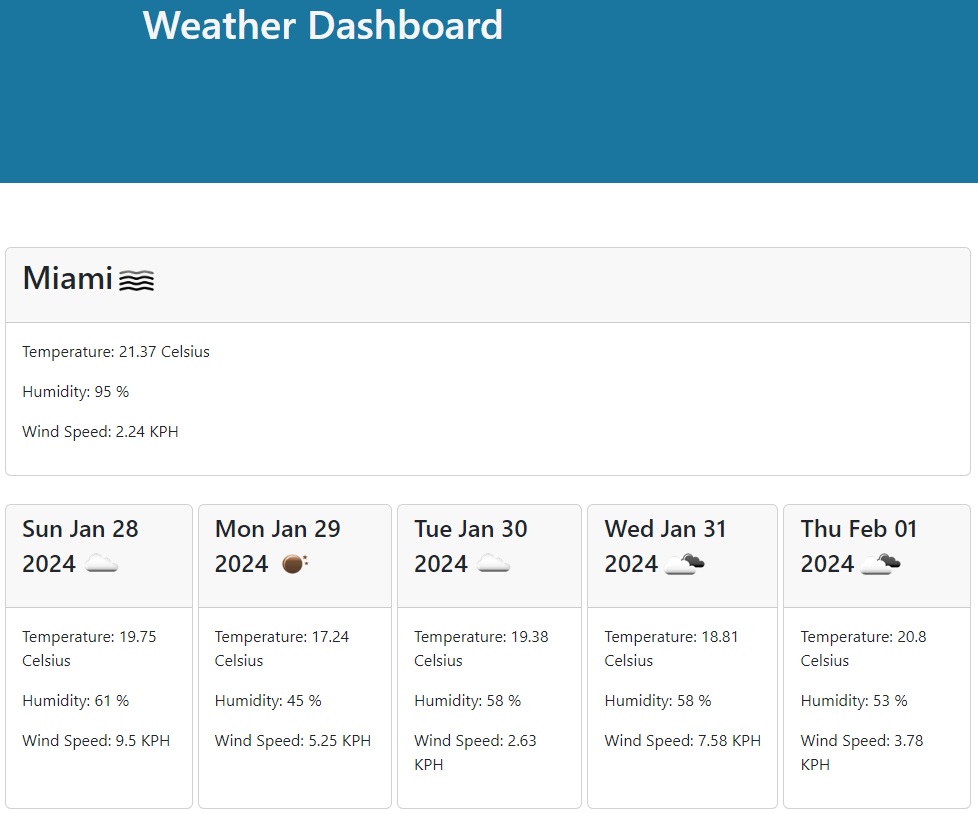 Weather Dashboard
Miami
Temperature: 21.37 Celsius
Humidity: 95 %
Wind Speed: 2.24 KPH
Sun Jan 28
2024
Temperature: 19.75
Celsius
Humidity: 61 %
Wind Speed: 9.5 KPH
Mon Jan 29
2024
Temperature: 17.24
Celsius
Humidity: 45 %
Wind Speed: 5.25 KPH
Tue Jan 30
2024
Temperature: 19.38
Celsius
Humidity: 58 %
Wind Speed: 2.63
KPH
Wed Jan 31
2024
Temperature: 18.81
Celsius
Humidity: 58 %
Wind Speed: 7.58 KPH
Thu Feb 01
2024
Temperature: 20.8
Celsius
Humidity: 53 %
Wind Speed: 3.78
KPH